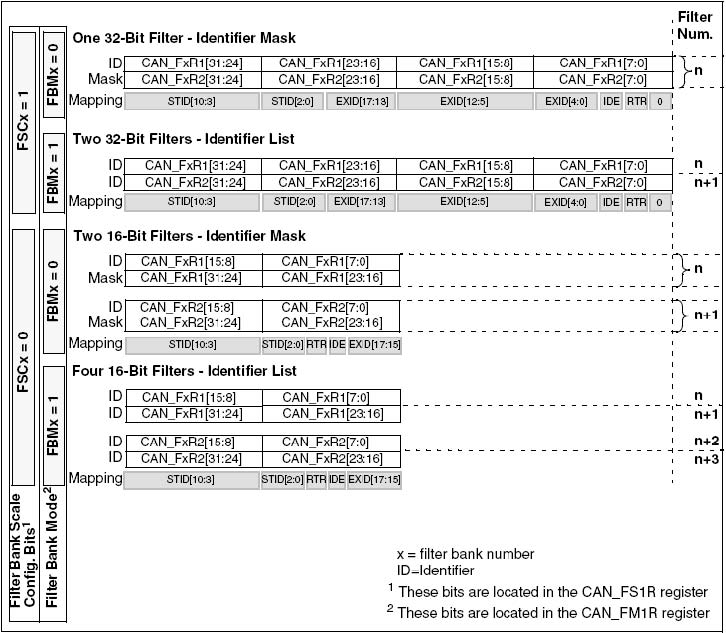 Filter
Num.
One 32-Bit Filter - Identifier Mask
ID CAN_FxR1[31:24] CAN_FxR1[23:16] CAN_FxR1[15:8] CAN_FxR1[7:0] n
Mask CAN_FxR2[31:24] CAN_FxR2[23:16] CAN_FxR2[15:8] CAN_FxR2[7:0]
Mapping STID[10:3] STID[2:0] EXID[17:13] EXID[12:5] EXID[4:0] IDE RTR 0
Two 32-Bit Filters - Identifier List
ID CAN_FxR1[31:24] CAN_FxR1[23:16] CAN_FxR1[15:8] CAN_FxR1[7:0] n
ID CAN_FxR2[31:24] CAN_FxR2[23:16] CAN_FxR2[15:8] CAN_FxR2[7:0] n+1
Mapping STID[10:3] STID[2:0] EXID[17:13] EXID[12:5] EXID[4:0] IDE RTR 0
Two 16-Bit Filters - Identifier Mask
ID CAN_FxR1[15:8] CAN_FxR1[7:0] n
Mask CAN_FxR1[31:24] CAN_FxR1[23:16]
ID CAN_FxR2[15:8] CAN_FxR2[7:0] n+1
Mask CAN_FxR2[31:24] CAN_FxR2[23:16]
Mapping STID[10:3] STID[2:0] RTR IDE EXID[17:15]
Four 16-Bit Filters - Identifier List
ID CAN_FxR1[15:8] CAN_FxR1[7:0] n
ID CAN_FxR1[31:24] CAN_FxR1[23:16] n+1
ID CAN_FxR2[15:8] CAN_FxR2[7:0] n+2
ID CAN_FxR2[31:24] CAN_FxR2[23:16] n+3
Mapping STID[10:3] STID[2:0] RTR IDE EXID[17:15]
FSCx = 1
FBMx = 0
FBMx = 1
FSCx = 0
FBMx = 0
FBMx = 1
Filter Bank Scale
Config. Bits1
Filter Bank Mode2
x = filter bank number
ID=Identifier
1 These bits are located in the CAN_FS1R register
2 These bits are located in the CAN_FM1R register